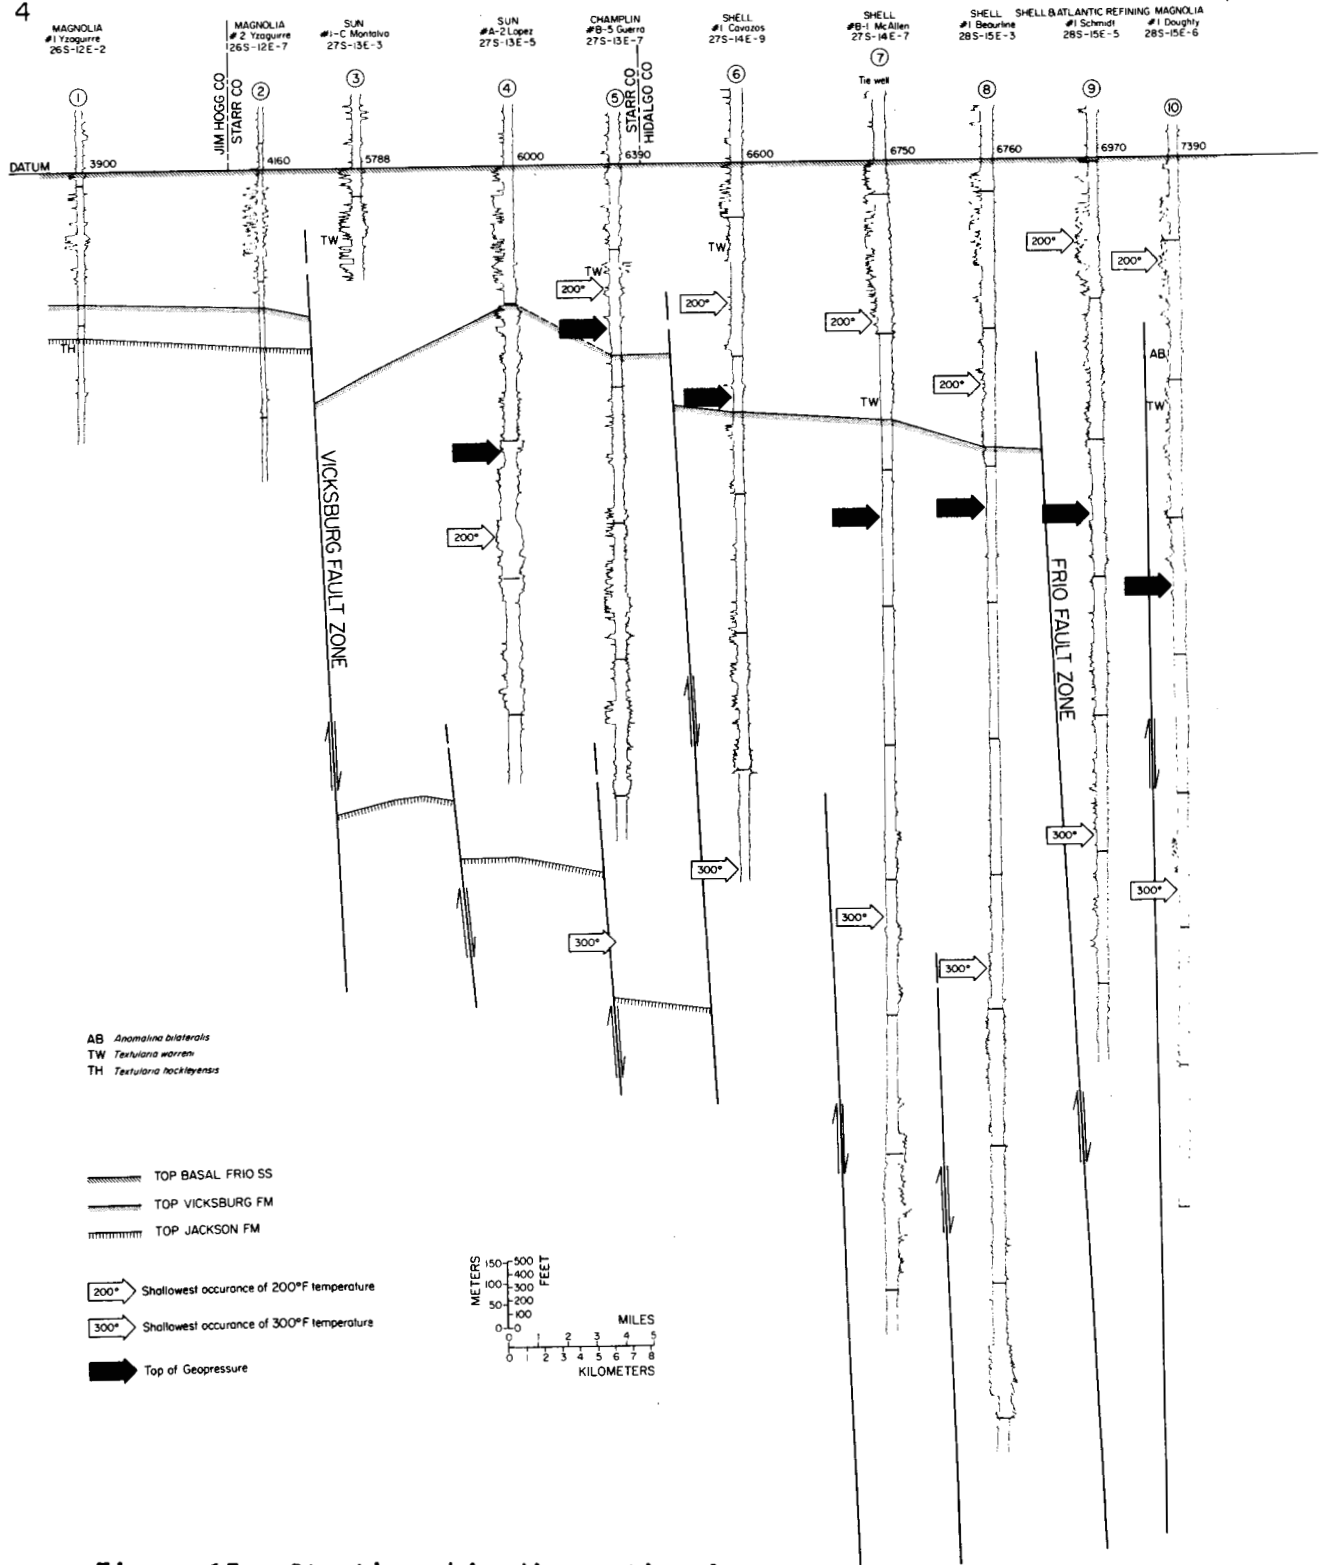 4
MAGNOLIA
#1 Yzaguirre
26S-12E-2
MAGNOLIA
#2 Yzaguirre
26S-12E-7
SUN
#1-C Montalvo
27S-13E-3
SUN
#A-2 Lopez
27S-13E-5
CHAMPLIN
#B-5 Guerra
27S-13E-7
SHELL
#1 Cavazos
27S-14E-9
SHELL
#B-1 McAllen
27S-14E-7
SHELL
#1 Beaurline
28S-15E-3
SHELL & ATLANTIC REFINING
#1 Schmidt
28S-15E-5
MAGNOLIA
#1 Doughty
28S-15E-6
JIM HOGG CO
STARR CO
STARR CO
HIDALGO CO
1
2
3
4
5
6
7
Tie well
8
9
10
DATUM
3900
4160
5788
6000
6390
6600
6750
6760
6970
7390
TW
TW
TW
TW
AB
TW
TH
200°
200°
200°
200°
200°
200°
200°
VICKSBURG FAULT ZONE
FRIO FAULT ZONE
300°
300°
300°
300°
300°
300°
AB Anomalina bilateralis
TW Textularia warreni
TH Textularia hockleyensis
TOP BASAL FRIO SS
TOP VICKSBURG FM
TOP JACKSON FM
200° Shallowest occurance of 200°F temperature
300° Shallowest occurance of 300°F temperature
Top of Geopressure
METERS
150
100
50
0
500
400
300
200
100
0
FEET
MILES
0 1 2 3 4 5
0 1 2 3 4 5 6 7 8
KILOMETERS